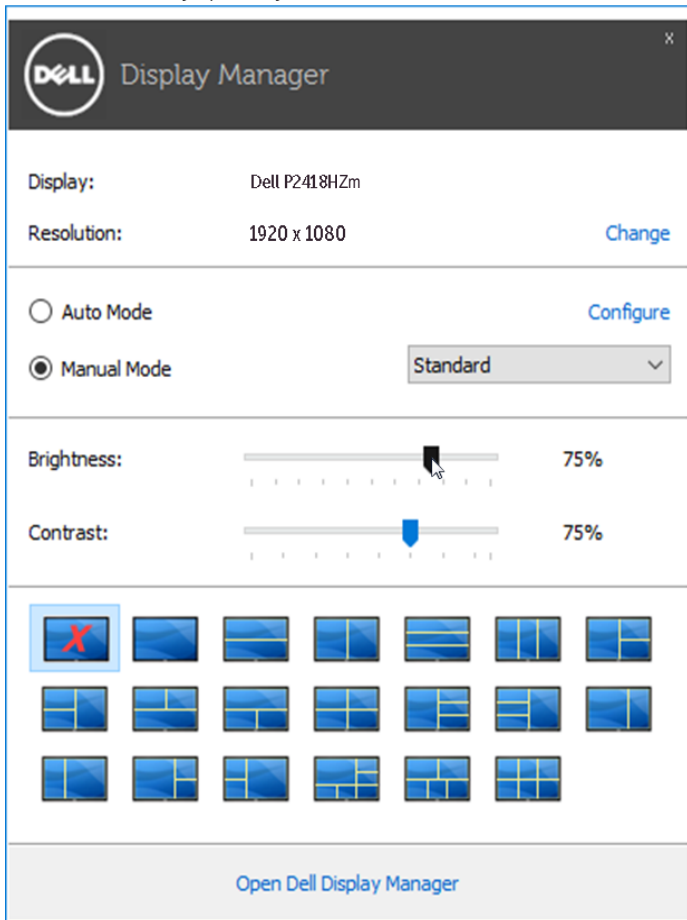 DELL Display Manager x
Display: Dell P2418HZm
Resolution: 1920 x 1080 Change
Auto Mode Configure
Manual Mode Standard
Brightness: 75%
Contrast: 75%
Open Dell Display Manager